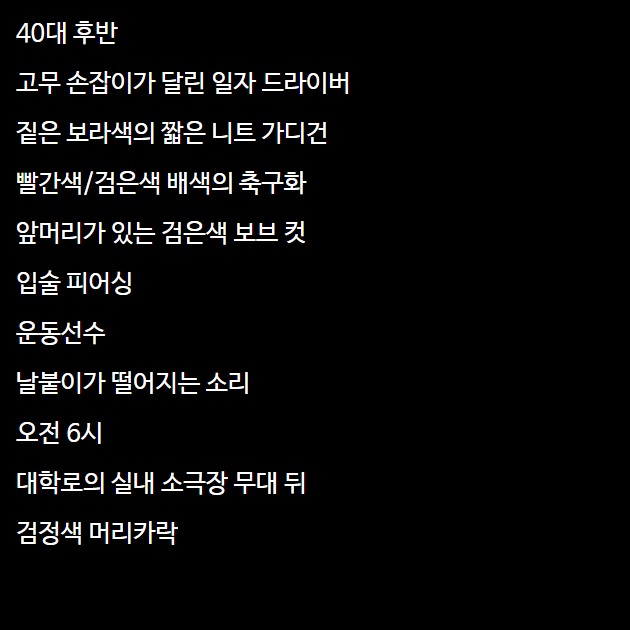 40대 후반
고무 손잡이가 달린 일자 드라이버
짙은 보라색의 짧은 니트 가디건
빨간색/검은색 배색의 축구화
앞머리가 있는 검은색 보브 컷
입술 피어싱
운동선수
날붙이가 떨어지는 소리
오전 6시
대학로의 실내 소극장 무대 뒤
검정색 머리카락